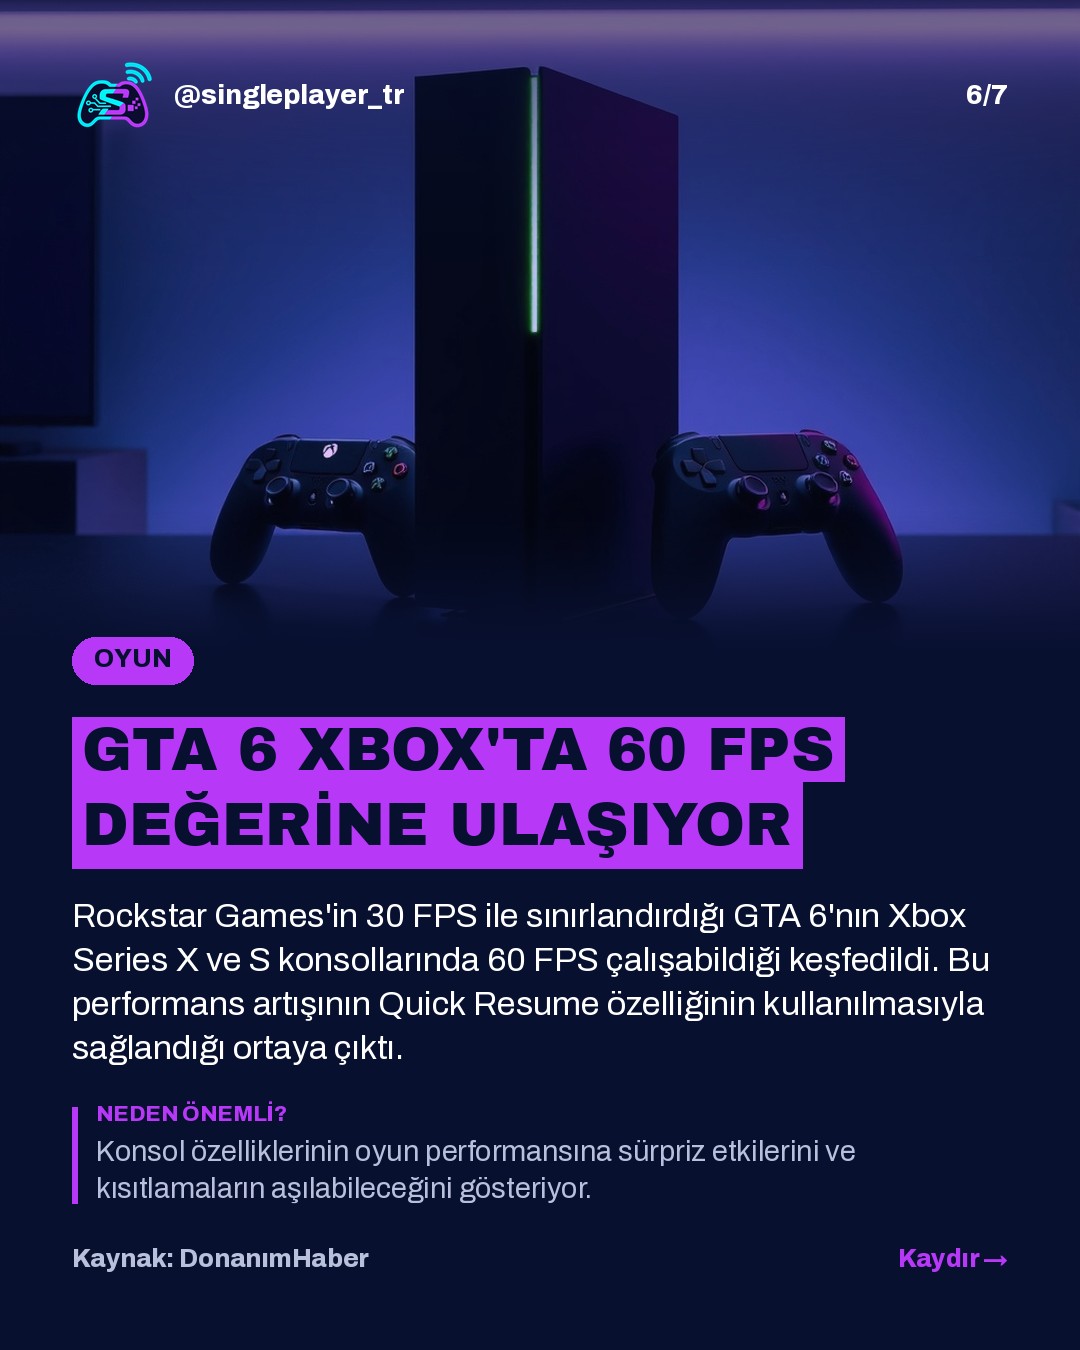 @singleplayer_tr
6/7
OYUN
GTA 6 XBOX'TA 60 FPS
DEĞERİNE ULAŞIYOR
Rockstar Games'in 30 FPS ile sınırlandırdığı GTA 6'nın Xbox
Series X ve S konsollarında 60 FPS çalışabildiği keşfedildi. Bu
performans artışının Quick Resume özelliğinin kullanılmasıyla
sağlandığı ortaya çıktı.
NEDEN ÖNEMLİ?
Konsol özelliklerinin oyun performansına sürpriz etkilerini ve
kısıtlamaların aşılabileceğini gösteriyor.
Kaynak: DonanımHaber
Kaydır→